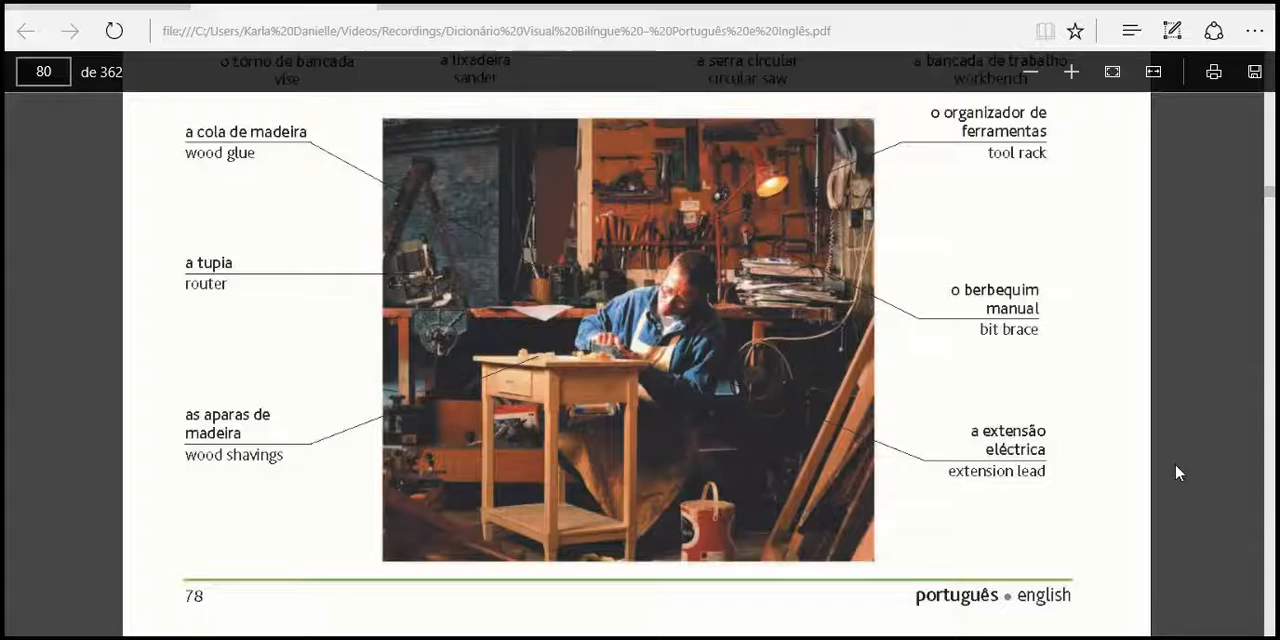 file:///C:/Users/Karla%20Danielle/Videos/Recordings/Dicionário%20Visual%20Bilíngue%20–%20Português%20e%20Inglês.pdf
80 de 362
o torno de bancada
vise
a lixadeira
sander
a serra circular
circular saw
a bancada de trabalho
workbench
a cola de madeira
wood glue
o organizador de
ferramentas
tool rack
a tupia
router
o berbequim
manual
bit brace
as aparas de
madeira
wood shavings
a extensão
eléctrica
extension lead
78
português • english